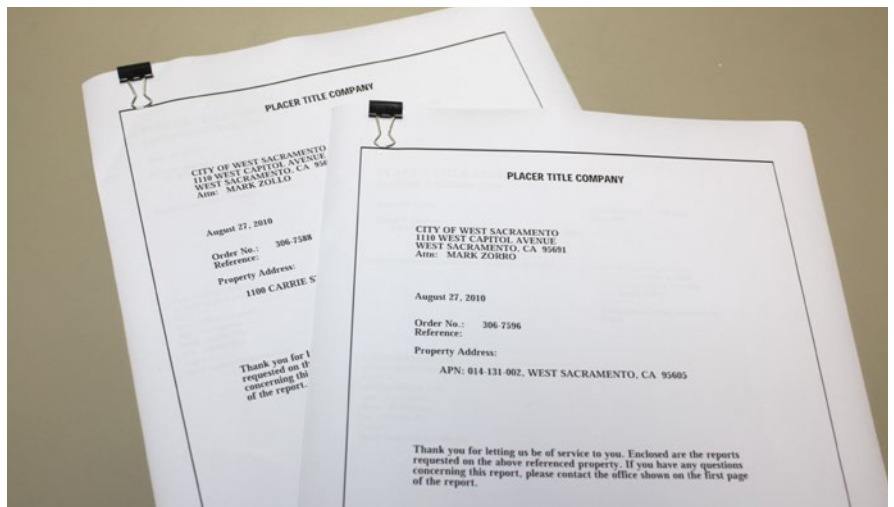 PLACER TITLE COMPANY
CITY OF WEST SACRAMENTO
1110 WEST CAPITOL AVENUE
WEST SACRAMENTO, CA
Attn: MARK ZOLLO
August 27, 2010
Order No.: 306-7588
Reference:
Property Address:
1100 CARRIE
Thank you for
requested on
concerning
of the report.
PLACER TITLE COMPANY
CITY OF WEST SACRAMENTO
1110 WEST CAPITOL AVENUE
WEST SACRAMENTO, CA 95691
Attn: MARK ZORRO
August 27, 2010
Order No.: 306-7596
Reference:
Property Address:
APN: 014-131-002, WEST SACRAMENTO, CA 95605
Thank you for letting us be of service to you. Enclosed are the reports
requested on the above referenced property. If you have any questions
concerning this report, please contact the office shown on the first page
of the report.